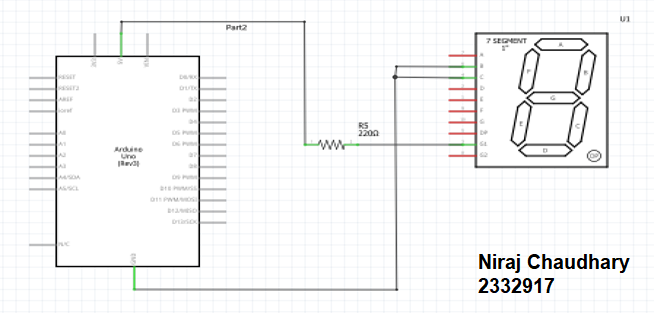 Part2
U1
7 SEGMENT
1"
A
B
C
D
E
F
G
DP
G1
G2
A
F
B
G
E
C
D
DP
R5
220Ω
3V3
5V
VIN
RESET
RESET2
AREF
ioref
A0
A1
A2
A3
A4/SDA
A5/SCL
N/C
D0/RX
D1/TX
D2
D3 PWM
D4
D5 PWM
D6 PWM
D7
D8
D9 PWM
D10 PWM/SS
D11 PWM/MOSI
D12/MISO
D13/SCK
Arduino
Uno
(Rev3)
GND
Niraj Chaudhary
2332917